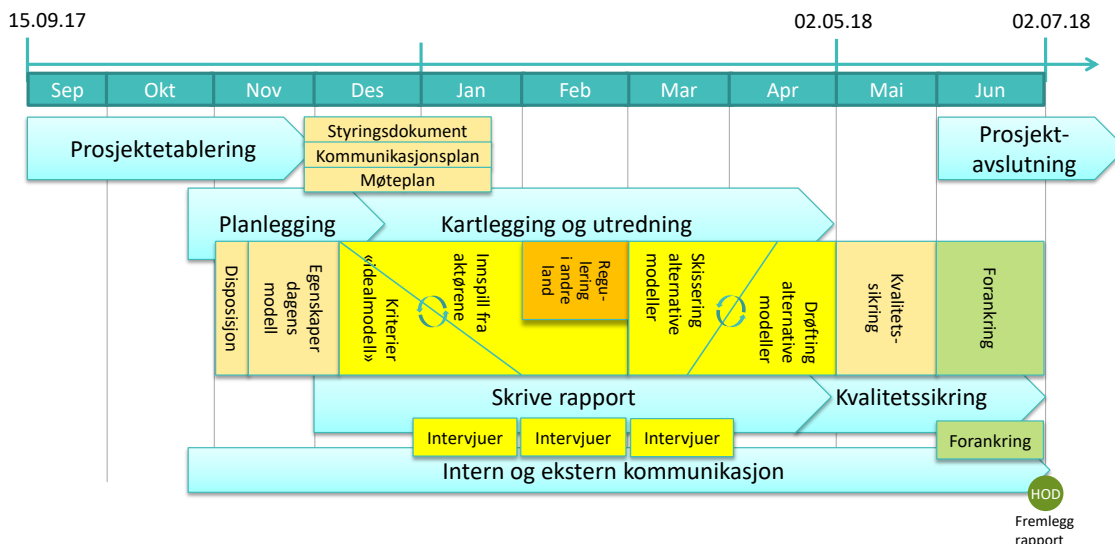 15.09.17
02.05.18
02.07.18
Sep
Okt
Nov
Des
Jan
Feb
Mar
Apr
Mai
Jun
Prosjektetablering
Styringsdokument
Kommunikasjonsplan
Møteplan
Prosjekt-
avslutning
Planlegging
Kartlegging og utredning
Disposisjon
Egenskaper
dagens
modell
Kriterier
«idealmodell»
Innspill fra
aktørene
Regu-
lering
i andre
land
Skissering
alternative
modeller
Drøfting
alternative
modeller
Kvalitets-
sikring
Forankring
Skrive rapport
Kvalitetssikring
Intervjuer
Intervjuer
Intervjuer
Forankring
Intern og ekstern kommunikasjon
HOD
Fremlegg
rapport